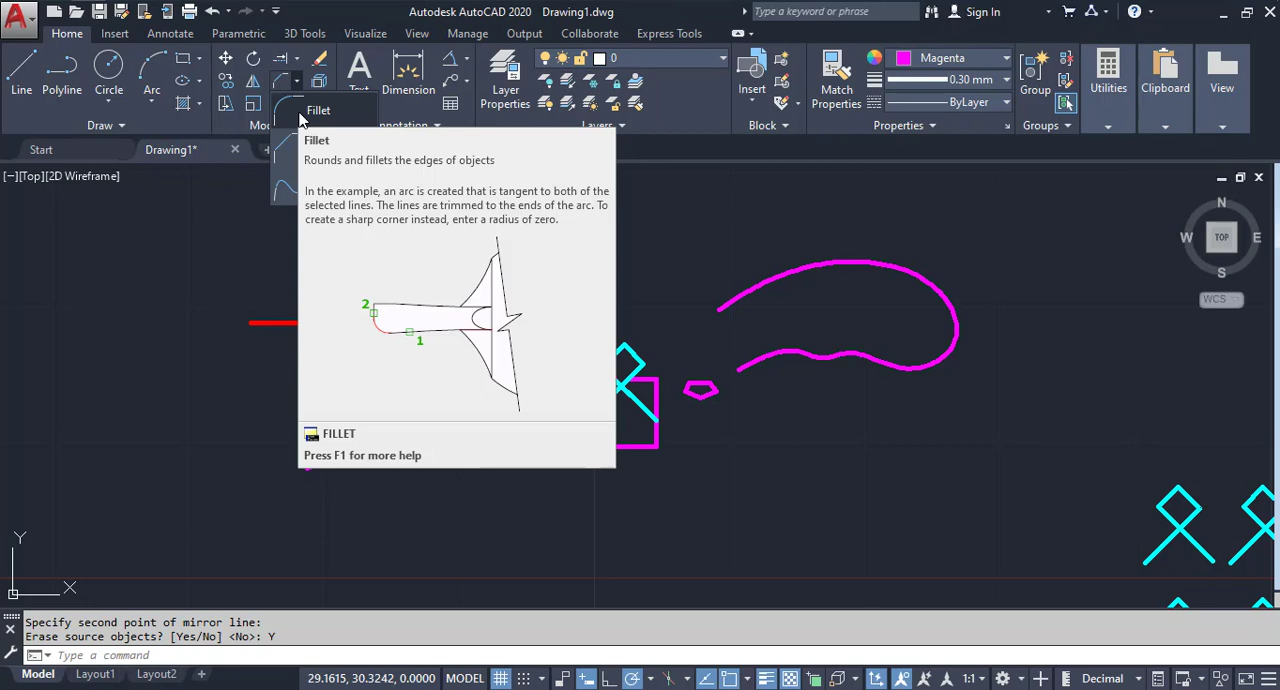 A Autodesk AutoCAD 2020 Drawing1.dwg Type a keyword or phrase Sign In
Home Insert Annotate Parametric 3D Tools Visualize View Manage Output Collaborate Express Tools
0 Magenta
0.30 mm
ByLayer
Line Polyline Circle Arc Text Dimension Layer Properties Insert Match Properties Group Utilities Clipboard View
Draw Layers Block Properties Groups
Fillet
Start Drawing1*
Fillet
Rounds and fillets the edges of objects
In the example, an arc is created that is tangent to both of the
selected lines. The lines are trimmed to the ends of the arc. To
create a sharp corner instead, enter a radius of zero.
2
1
FILLET
Press F1 for more help
[−][Top][2D Wireframe]
N
W TOP E
S
WCS
Y
X
Specify second point of mirror line:
Erase source objects? [Yes/No] <No>: Y
Type a command
Model Layout1 Layout2 + 29.1615, 30.3242, 0.0000 MODEL 1:1 Decimal